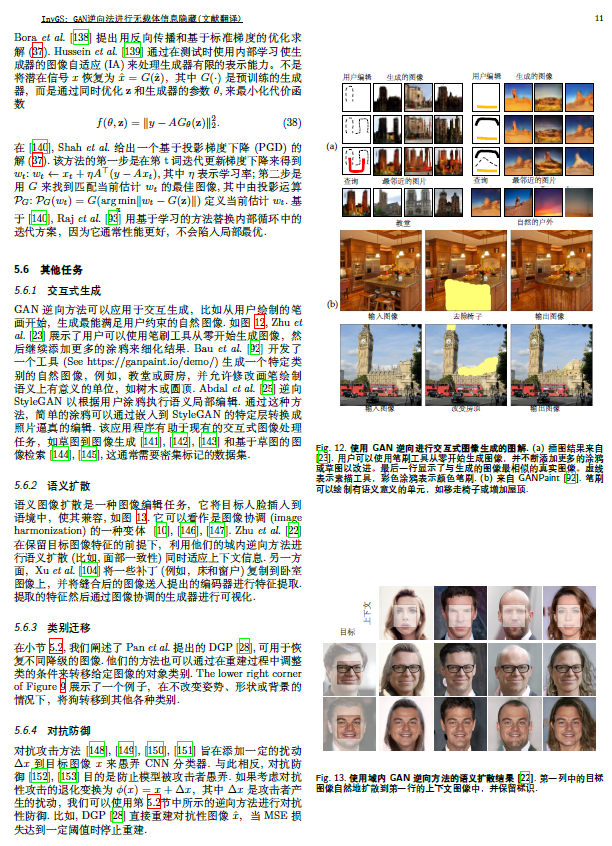 InvGS: GAN逆向法进行无载体信息隐藏(文献翻译)
11
Bora et al. [138] 提出用反向传播和基于标准梯度的优化求
解 (37). Hussein et al. [139] 通过在测试时使用内部学习使生
成器的图像自适应 (IA) 来处理生成器有限的表示能力。不是
将潜在信号 x 恢复为 x̂ = G(ẑ), 其中 G(·) 是预训练的生成
器, 而是通过同时优化 z 和生成器的参数 θ,来最小化代价函
数
f(θ, z) = ‖y − AGθ(z)‖²₂. (38)
在 [140], Shah et al. 给出一个基于投影梯度下降 (PGD) 的
解 (37). 该方法的第一步是在第 t 词迭代更新梯度下降来得到
wt: wt ← xt + ηA⊤(y − Axt), 其中 η 表示学习率; 第二步是
用 G 来找到匹配当前估计 wt 的最佳图像, 其中由投影运算
PG: PG(wt) = G(arg min‖wt − G(z)‖) 定义当前估计 wt. 基
于 [140], Raj et al. [93] 用基于学习的方法替换内部循环中的
迭代方案，因为它通常性能更好，不会陷入局部最优.
5.6 其他任务
5.6.1 交互式生成
GAN 逆向方法可以应用于交互生成，比如从用户绘制的笔
画开始，生成最能满足用户约束的自然图像. 如图 12, Zhu et
al. [23] 展示了用户可以使用笔刷工具从零开始生成图像，然
后继续添加更多的涂鸦来细化结果. Bau et al. [92] 开发了
一个工具 (See https://ganpaint.io/demo/) 生成一个特定类
别的自然图像，例如，教堂或厨房，并允许修改画笔绘制
语义上有意义的单位，如树木或圆顶. Abdal et al. [25] 逆向
StyleGAN 以根据用户涂鸦执行语义局部编辑. 通过这种方
法，简单的涂鸦可以通过嵌入到 StyleGAN 的特定层转换成
照片逼真的编辑. 该应用程序有助于现有的交互式图像处理
任务，如草图到图像生成 [141], [142], [143] 和基于草图的图
像检索 [144], [145], 这通常需要密集标记的数据集.
5.6.2 语义扩散
语义图像扩散是一种图像编辑任务，它将目标人脸插入到
语境中，使其兼容, 如图 13. 它可以看作是图像协调 (image
harmonization) 的一种变体 [10], [146], [147]. Zhu et al. [22]
在保留目标图像特征的前提下，利用他们的域内逆向方法进
行语义扩散 (比如, 面部一致性) 同时适应上下文信息. 另一方
面，Xu et al. [104] 将一些补丁 (例如，床和窗户) 复制到卧室
图像上，并将缝合后的图像送入提出的编码器进行特征提取.
提取的特征然后通过图像协调的生成器进行可视化.
5.6.3 类别迁移
在小节 5.2, 我们阐述了 Pan et al. 提出的 DGP [28], 可用于恢
复不同降级的图像. 他们的方法也可以通过在重建过程中调整
类的条件来转移给定图像的对象类别. The lower right corner
of Figure 9 展示了一个例子，在不改变姿势、形状或背景的
情况下，将狗转移到其他各种类别.
5.6.4 对抗防御
对抗攻击方法 [148], [149], [150], [151] 旨在添加一定的扰动
Δx 到目标图像 x 来愚弄 CNN 分类器. 与此相反, 对抗防
御 [152], [153] 目的是防止模型被攻击者愚弄. 如果考虑对抗
性攻击的退化变换为 ϕ(x) = x + Δx, 其中 Δx 是攻击者产
生的扰动，我们可以使用第 5.2节中所示的逆向方法进行对抗
性防御. 比如, DGP [28] 直接重建对抗性图像 x̂，当 MSE 损
失达到一定阈值时停止重建.
用户编辑 生成的图像 用户编辑 生成的图像
(a)
查询 最邻近的图片 查询 最邻近的图片
教堂 自然的户外
(b)
输入图像 去除椅子 输出图像
输入图像 改变房顶 输出图像
Fig. 12. 使用 GAN 逆向进行交互式图像生成的图解. (a) 插图结果来自
[23]. 用户可以使用笔刷工具从零开始生成图像，并不断添加更多的涂鸦
或草图以改进。最后一行显示了与生成的图像最相似的真实图像。虚线
表示素描工具，彩色涂鸦表示颜色笔刷. (b) 来自 GANPaint [92]. 笔刷
可以绘制有语义意义的单元，如移走椅子或增加屋顶.
上下文
目标
Fig. 13. 使用域内 GAN 逆向方法的语义扩散结果 [22]. 第一列中的目标
图像自然地扩散到第一行的上下文图像中，并保留标识.